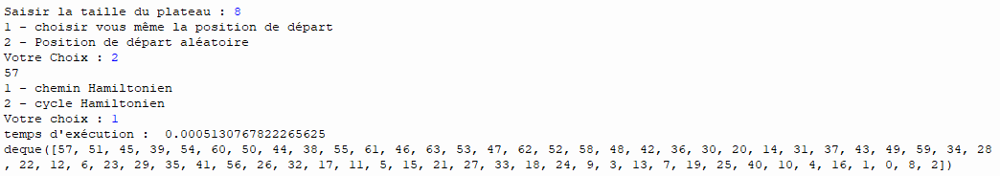 Saisir la taille du plateau : 8
1 - choisir vous même la position de départ
2 - Position de départ aléatoire
Votre Choix : 2
57
1 - chemin Hamiltonien
2 - cycle Hamiltonien
Votre choix : 1
temps d'exécution :  0.0005130767822265625
deque([57, 51, 45, 39, 54, 60, 50, 44, 38, 55, 61, 46, 63, 53, 47, 62, 52, 58, 48, 42, 36, 30, 20, 14, 31, 37, 43, 49, 59, 34, 28
, 22, 12, 6, 23, 29, 35, 41, 56, 26, 32, 17, 11, 5, 15, 21, 27, 33, 18, 24, 9, 3, 13, 7, 19, 25, 40, 10, 4, 16, 1, 0, 8, 2])